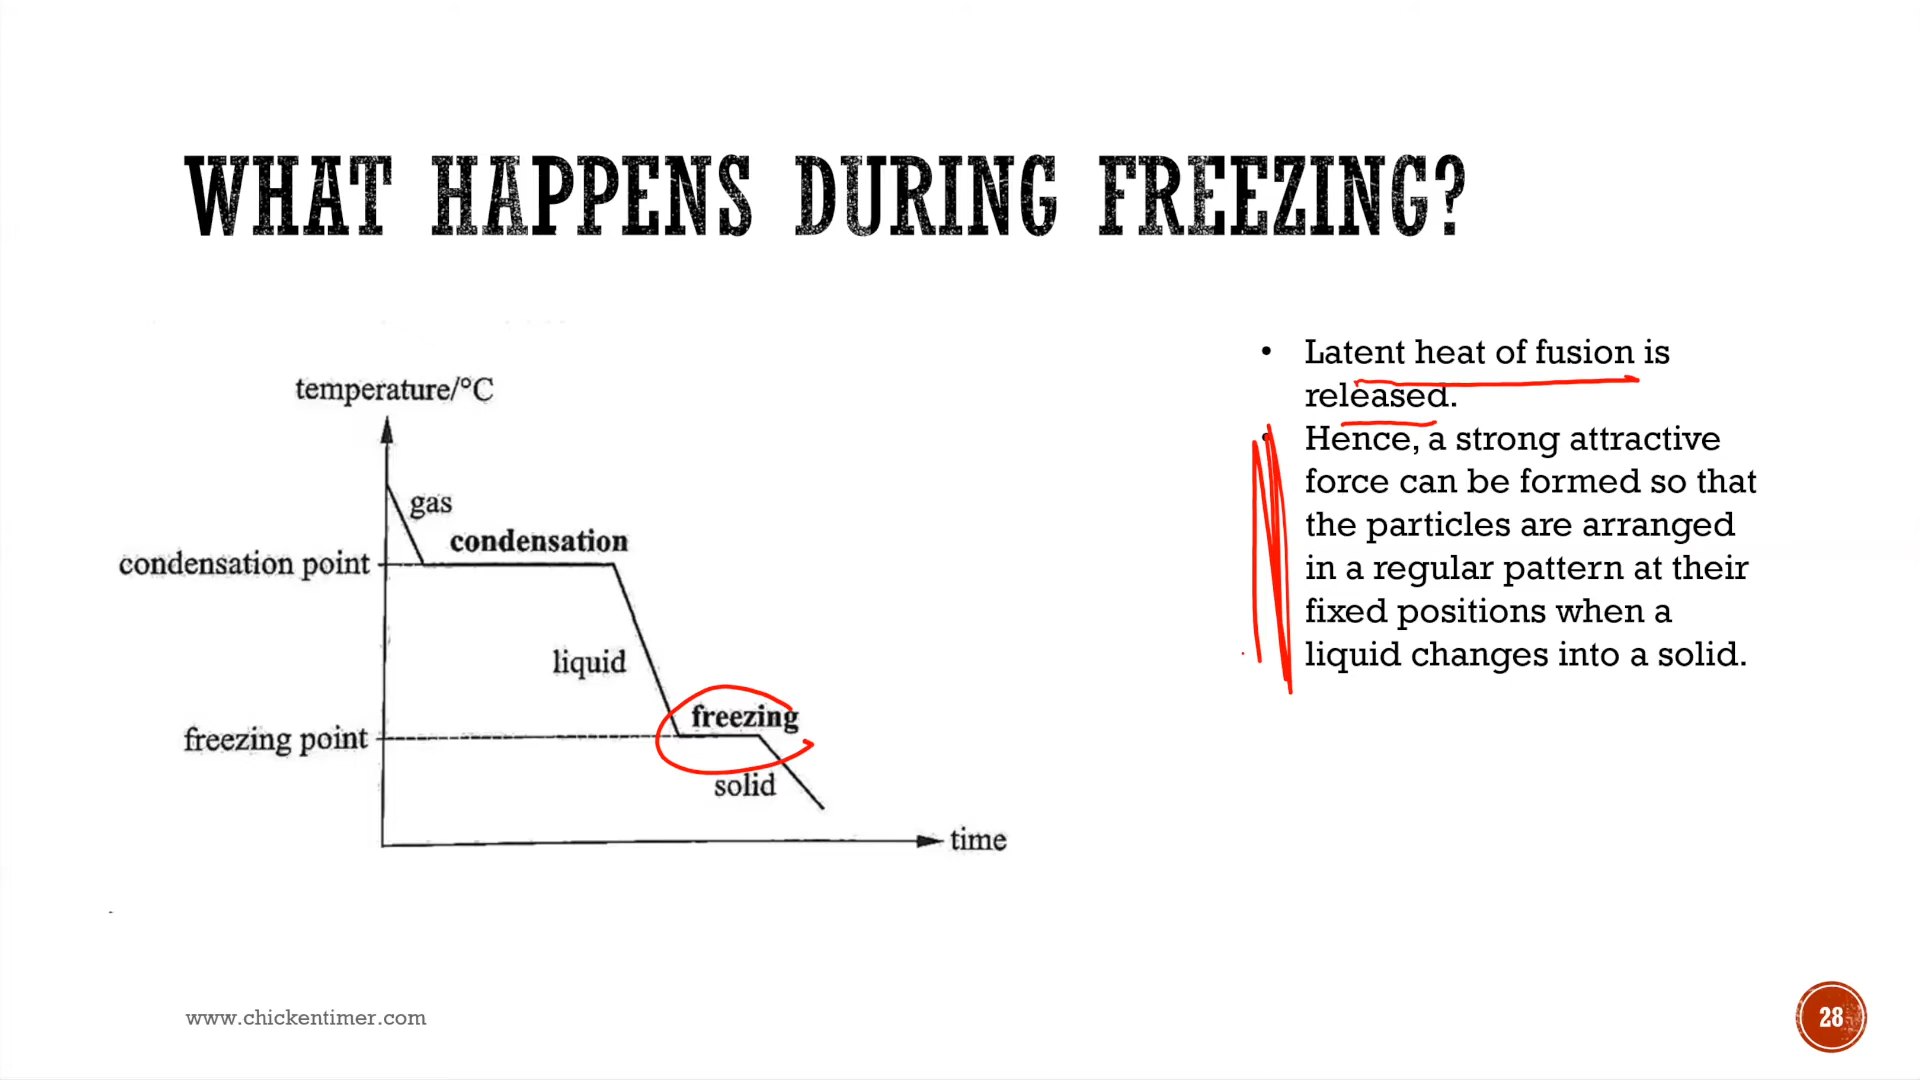 WHAT HAPPENS DURING FREEZING?
temperature/°C
gas
condensation
condensation point
liquid
freezing
freezing point
solid
time
• Latent heat of fusion is
released.
• Hence, a strong attractive
force can be formed so that
the particles are arranged
in a regular pattern at their
fixed positions when a
liquid changes into a solid.
www.chickentimer.com
28